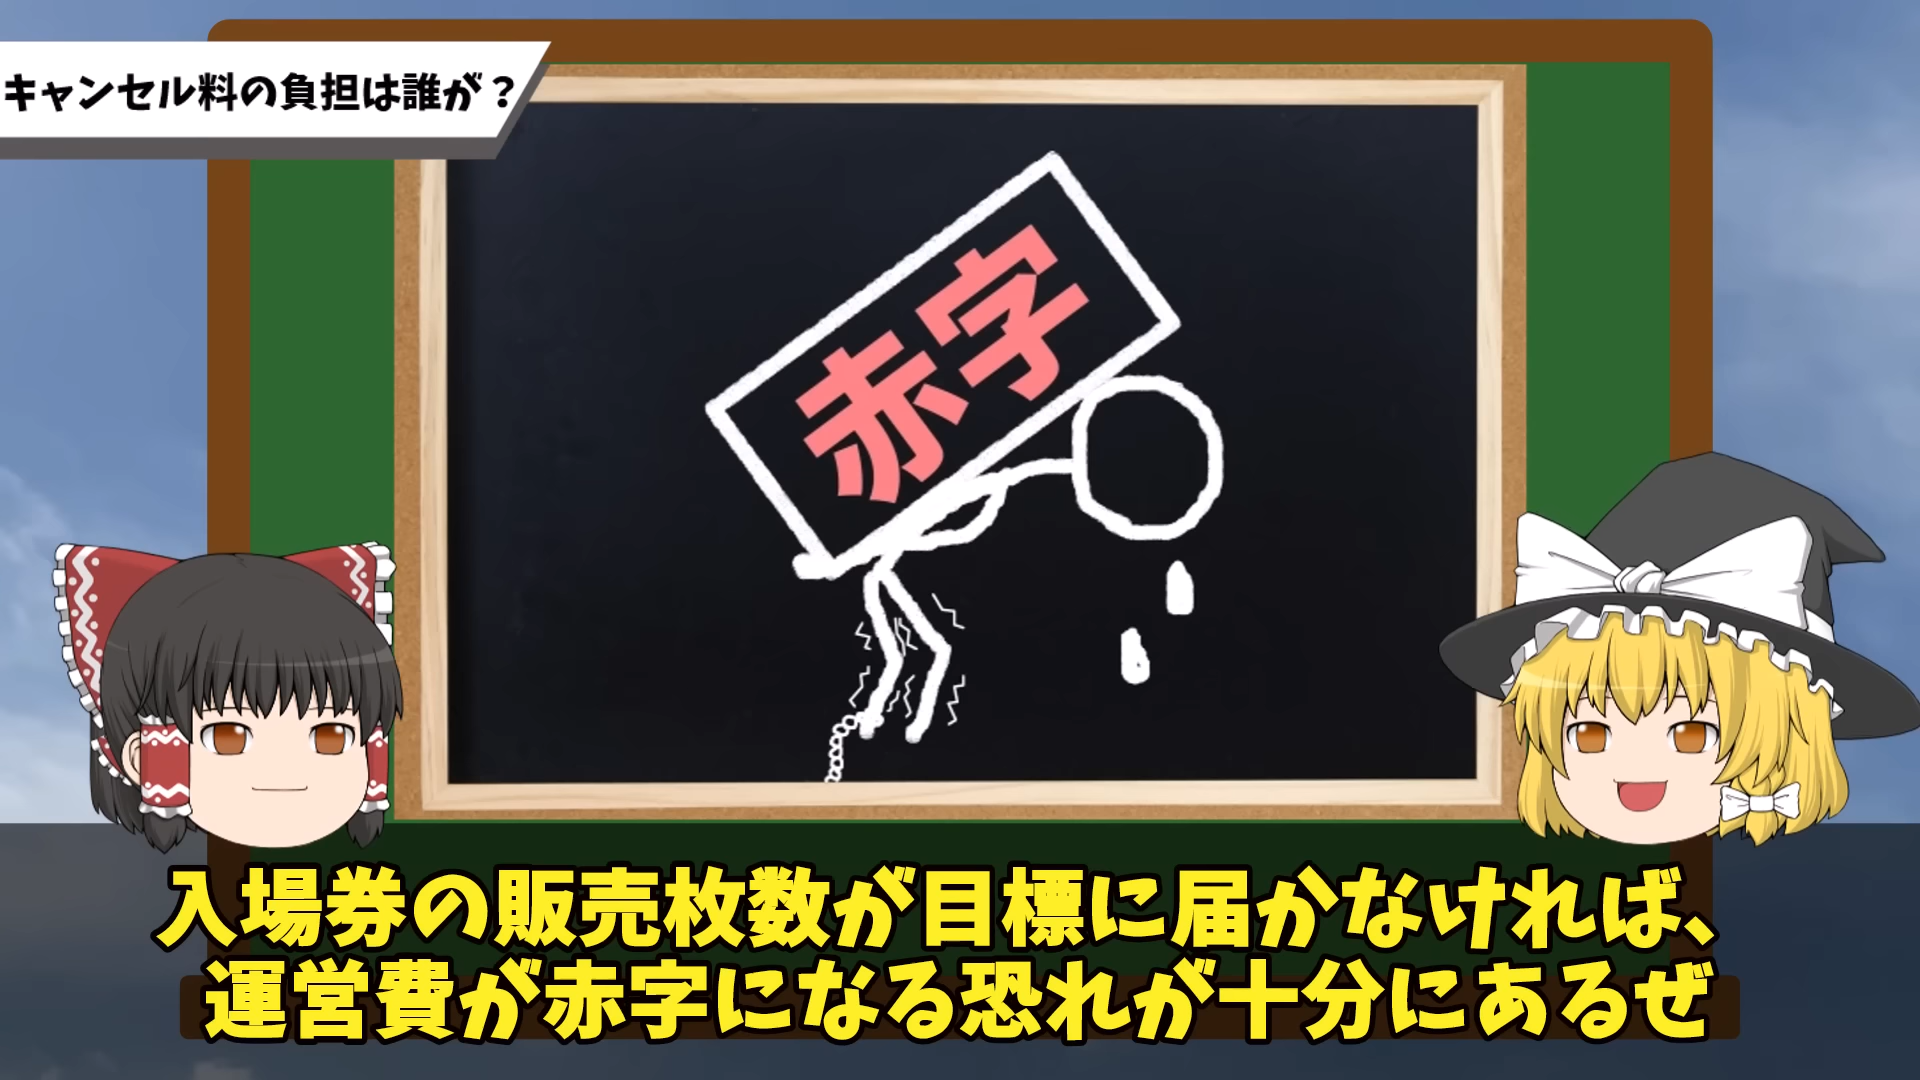 キャンセル料の負担は誰が？
赤字
入場券の販売枚数が目標に届かなければ、
運営費が赤字になる恐れが十分にあるぜ